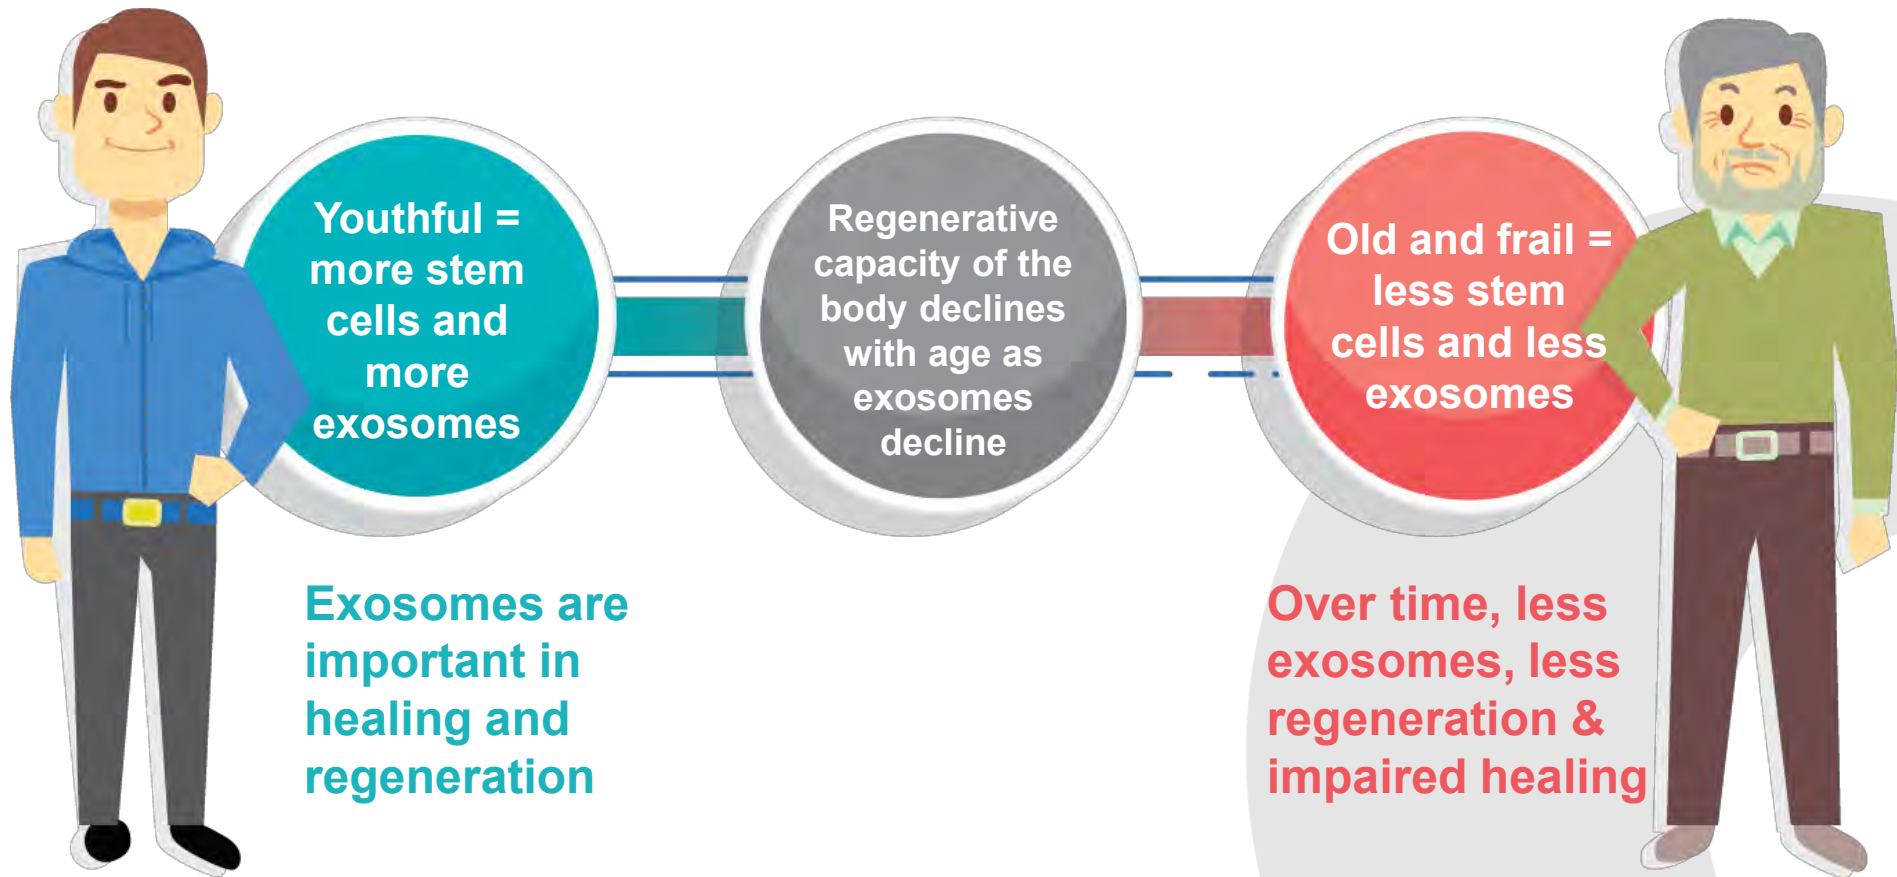 Youthful =
more stem
cells and
more
exosomes
Regenerative
capacity of the
body declines
with age as
exosomes
decline
Old and frail =
less stem
cells and less
exosomes
Exosomes are
important in
healing and
regeneration
Over time, less
exosomes, less
regeneration &
impaired healing